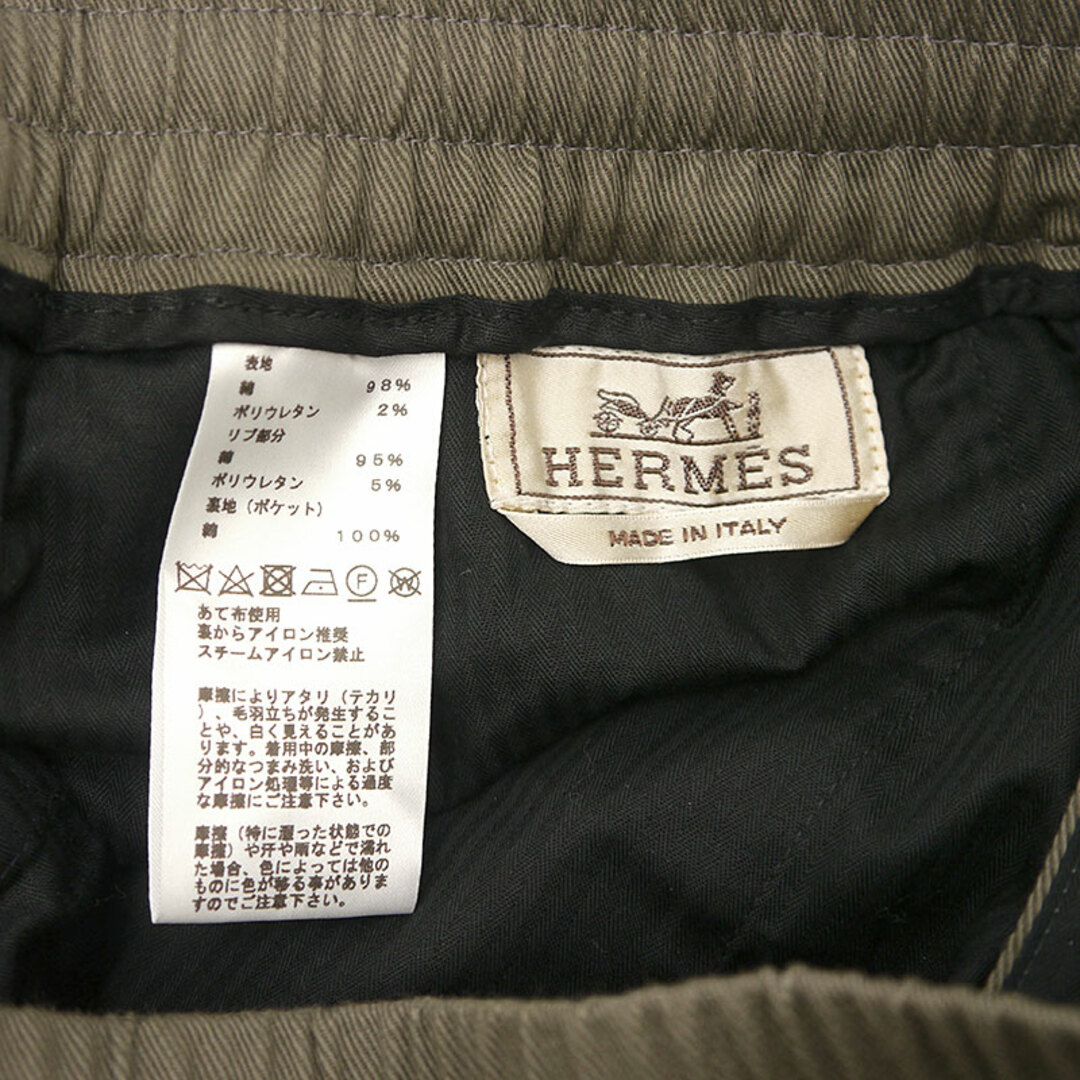 表地
綿 98%
ポリウレタン 2%
リブ部分
綿 95%
ポリウレタン 5%
裏地（ポケット）
綿 100%
F W
あて布使用
裏からアイロン推奨
スチームアイロン禁止
摩擦によりアタリ（テカリ
）、毛羽立ちが発生するこ
とや、白く見えることがあ
ります。着用中の摩擦、部
分的なつまみ洗い、および
アイロン処理等による過度
な摩擦にご注意下さい。
摩擦（特に湿った状態での
摩擦）や汗や雨などで濡れ
た場合、色によっては他の
ものに色が移る事がありま
すのでご注意下さい。
HERMÈS
MADE IN ITALY